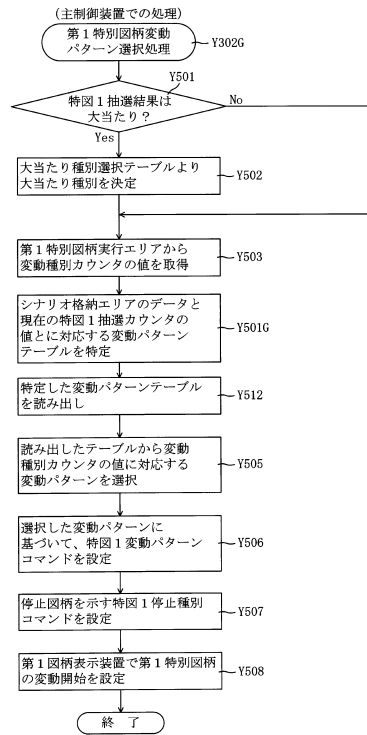 (主制御装置での処理)
第1特別図柄変動
パターン選択処理
Y302G
Y501
特図1抽選結果は
大当たり？
No
Yes
大当たり種別選択テーブルより
大当たり種別を決定
Y502
第1特別図柄実行エリアから
変動種別カウンタの値を取得
Y503
シナリオ格納エリアのデータと
現在の特図1抽選カウンタの
値とに対応する変動パターン
テーブルを特定
Y501G
特定した変動パターンテーブル
を読み出し
Y512
読み出したテーブルから変動
種別カウンタの値に対応する
変動パターンを選択
Y505
選択した変動パターンに
基づいて、特図1変動パターン
コマンドを設定
Y506
停止図柄を示す特図1停止種別
コマンドを設定
Y507
第1図柄表示装置で第1特別図柄
の変動開始を設定
Y508
終 了